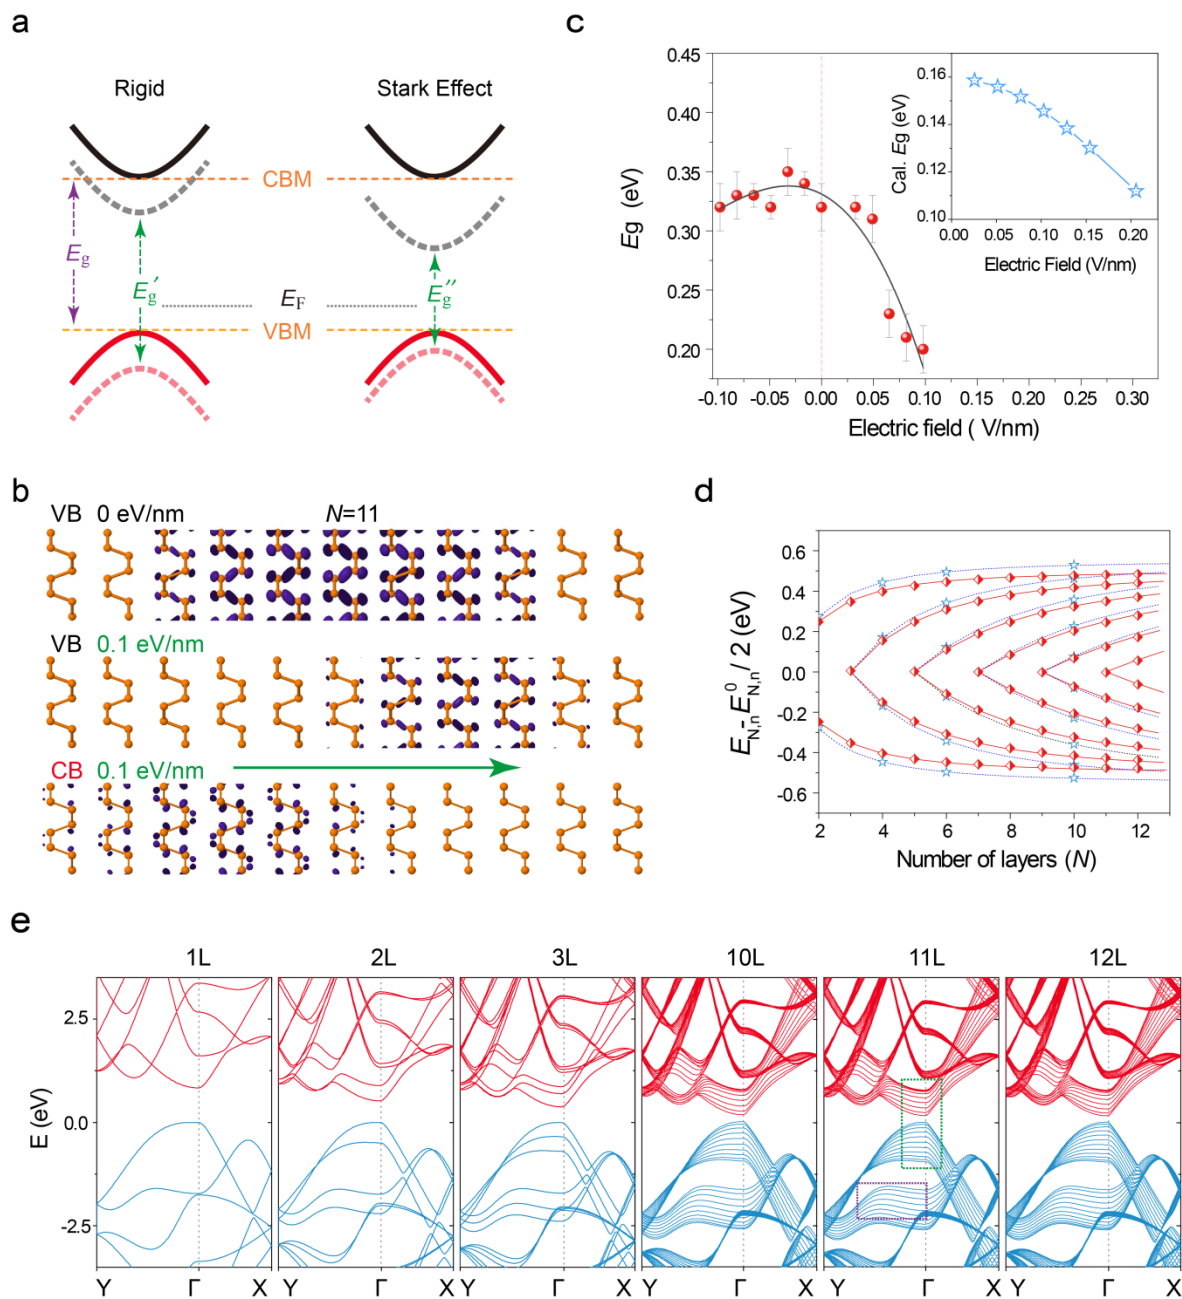 a
Rigid
Stark Effect
CBM
Eg
Eg′
EF
Eg″
VBM
b
VB 0 eV/nm N=11
VB 0.1 eV/nm
CB 0.1 eV/nm
c
Eg (eV)
0.45
0.40
0.35
0.30
0.25
0.20
-0.10 -0.05 0.00 0.05 0.10 0.15 0.20 0.25 0.30
Electric field ( V/nm)
Cal. Eg (eV)
0.16
0.14
0.12
0.10
0.00 0.05 0.10 0.15 0.20
Electric Field (V/nm)
d
E_N,n - E^0_N,n / 2 (eV)
0.6
0.4
0.2
0.0
-0.2
-0.4
-0.6
2 4 6 8 10 12
Number of layers (N)
e
1L 2L 3L 10L 11L 12L
E (eV)
2.5
0.0
-2.5
Y Γ X Y Γ X Y Γ X Y Γ X Y Γ X Y Γ X